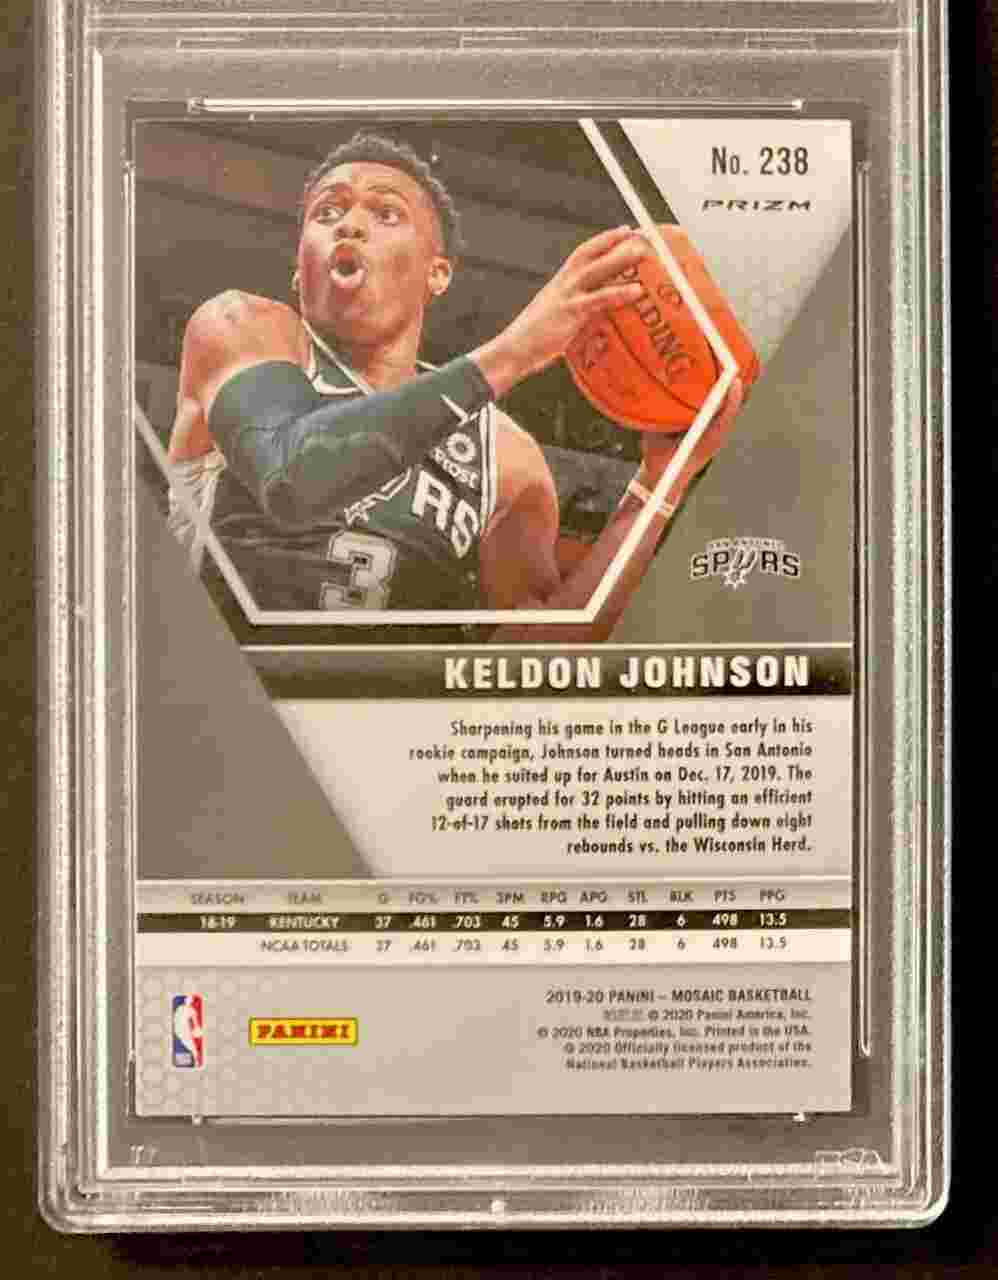 No. 238
PRIZM
SPALDING
frost
RS
3
SAN ANTONIO
SPURS
KELDON JOHNSON
Sharpening his game in the G League early in his
rookie campaign, Johnson turned heads in San Antonio
when he suited up for Austin on Dec. 17, 2019. The
guard erupted for 32 points by hitting an efficient
12-of-17 shots from the field and pulling down eight
rebounds vs. the Wisconsin Herd.
SEASON TEAM G FG% FT% 3PM RPG APG STL BLK PTS PPG
18-19 KENTUCKY 37 .461 .703 45 5.9 1.6 28 6 498 13.5
NCAA TOTALS 37 .461 .703 45 5.9 1.6 28 6 498 13.5
2019-20 PANINI – MOSAIC BASKETBALL
© 2020 Panini America, Inc.
© 2020 NBA Properties, Inc. Printed in the USA.
© 2020 Officially licensed product of the
National Basketball Players Association.
PANINI
PSA